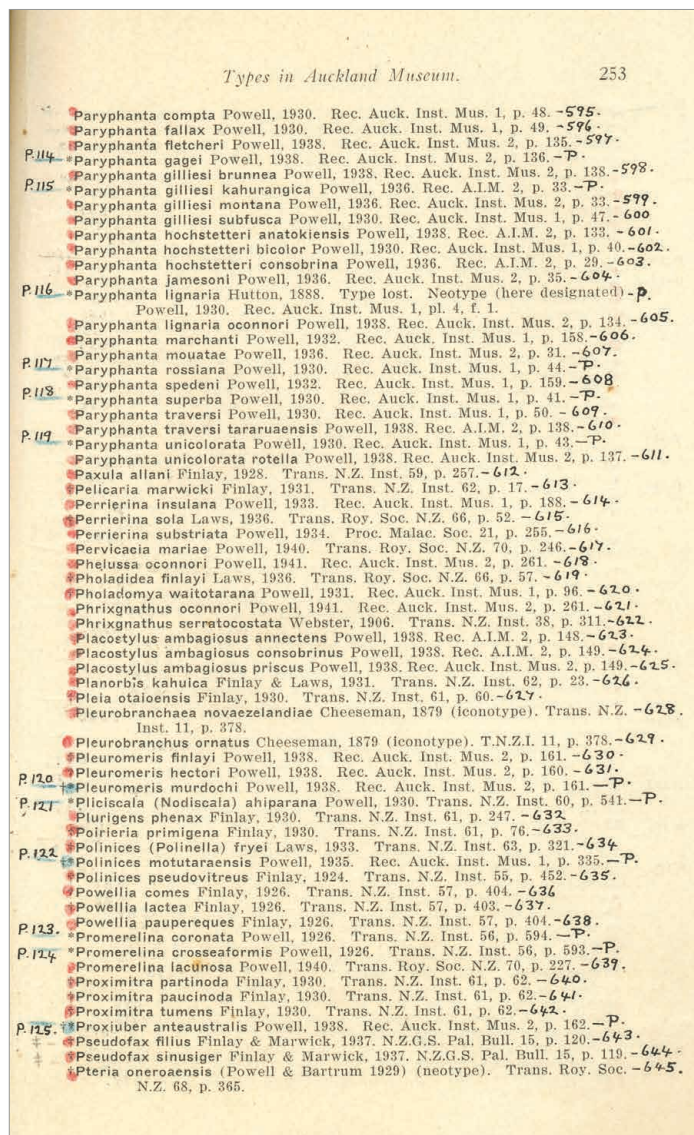 Types in Auckland Museum. 253
Paryphanta compta Powell, 1930. Rec. Auck. Inst. Mus. 1, p. 48. -595.
Paryphanta fallax Powell, 1930. Rec. Auck. Inst. Mus. 1, p. 49. -596.
Paryphanta fletcheri Powell, 1938. Rec. Auck. Inst. Mus. 2, p. 135. -597.
P.114 *Paryphanta gagei Powell, 1938. Rec. Auck. Inst. Mus. 2, p. 136. -P.
Paryphanta gilliesi brunnea Powell, 1938. Rec. Auck. Inst. Mus. 2, p. 138. -598.
P.115 *Paryphanta gilliesi kahurangica Powell, 1936. Rec. A.I.M. 2, p. 33. -P.
Paryphanta gilliesi montana Powell, 1936. Rec. Auck. Inst. Mus. 2, p. 33. -599.
Paryphanta gilliesi subfusca Powell, 1930. Rec. Auck. Inst. Mus. 1, p. 47. -600
Paryphanta hochstetteri anatokiensis Powell, 1938. Rec. A.I.M. 2, p. 133. -601.
Paryphanta hochstetteri bicolor Powell, 1930. Rec. Auck. Inst. Mus. 1, p. 40. -602.
Paryphanta hochstetteri consobrina Powell, 1936. Rec. A.I.M. 2, p. 29. -603.
Paryphanta jamesoni Powell, 1936. Rec. Auck. Inst. Mus. 2, p. 35. -604.
P.116 *Paryphanta lignaria Hutton, 1888. Type lost. Neotype (here designated) -P.
Powell, 1930. Rec. Auck. Inst. Mus. 1, pl. 4, f. 1.
Paryphanta lignaria oconnori Powell, 1938. Rec. Auck. Inst. Mus. 2, p. 134. -605.
Paryphanta marchanti Powell, 1932. Rec. Auck. Inst. Mus. 1, p. 158. -606.
Paryphanta mouatae Powell, 1936. Rec. Auck. Inst. Mus. 2, p. 31. -607.
P.117 *Paryphanta rossiana Powell, 1930. Rec. Auck. Inst. Mus. 1, p. 44. -P.
Paryphanta spedeni Powell, 1932. Rec. Auck. Inst. Mus. 1, p. 159. -608
P.118 *Paryphanta superba Powell, 1930. Rec. Auck. Inst. Mus. 1, p. 41. -P.
Paryphanta traversi Powell, 1930. Rec. Auck. Inst. Mus. 1, p. 50. -609.
Paryphanta traversi tararuaensis Powell, 1938. Rec. A.I.M. 2, p. 138. -610.
P.119 *Paryphanta unicolorata Powell, 1930. Rec. Auck. Inst. Mus. 1, p. 43. -P.
Paryphanta unicolorata rotella Powell, 1938. Rec. Auck. Inst. Mus. 2, p. 137. -611.
Paxula allani Finlay, 1928. Trans. N.Z. Inst. 59, p. 257. -612.
Pelicaria marwicki Finlay, 1931. Trans. N.Z. Inst. 62, p. 17. -613.
Perrierina insulana Powell, 1933. Rec. Auck. Inst. Mus. 1, p. 188. -614.
Perrierina sola Laws, 1936. Trans. Roy. Soc. N.Z. 66, p. 52. -615.
Perrierina substriata Powell, 1934. Proc. Malac. Soc. 21, p. 255. -616.
Pervicacia mariae Powell, 1940. Trans. Roy. Soc. N.Z. 70, p. 246. -617.
Phelussa oconnori Powell, 1941. Rec. Auck. Inst. Mus. 2, p. 261. -618.
Pholadidea finlayi Laws, 1936. Trans. Roy. Soc. N.Z. 66, p. 57. -619.
Pholadomya waitotarana Powell, 1931. Rec. Auck. Inst. Mus. 1, p. 96. -620.
Phrixgnathus oconnori Powell, 1941. Rec. Auck. Inst. Mus. 2, p. 261. -621.
Phrixgnathus serratocostata Webster, 1906. Trans. N.Z. Inst. 38, p. 311. -622.
Placostylus ambagiosus annectens Powell, 1938. Rec. A.I.M. 2, p. 148. -623.
Placostylus ambagiosus consobrinus Powell, 1938. Rec. A.I.M. 2, p. 149. -624.
Placostylus ambagiosus priscus Powell, 1938. Rec. Auck. Inst. Mus. 2, p. 149. -625.
Planorbis kahuica Finlay & Laws, 1931. Trans. N.Z. Inst. 62, p. 23. -626.
Pleia otaioensis Finlay, 1930. Trans. N.Z. Inst. 61, p. 60. -627.
Pleurobranchaea novaezelandiae Cheeseman, 1879 (iconotype). Trans. N.Z. -628.
Inst. 11, p. 378.
Pleurobranchus ornatus Cheeseman, 1879 (iconotype). T.N.Z.I. 11, p. 378. -629.
Pleuromeris finlayi Powell, 1938. Rec. Auck. Inst. Mus. 2, p. 161. -630.
Pleuromeris hectori Powell, 1938. Rec. Auck. Inst. Mus. 2, p. 160. -631.
P.120 †*Pleuromeris murdochi Powell, 1938. Rec. Auck. Inst. Mus. 2, p. 161. -P.
P.121 *Pliciscala (Nodiscala) ahiparana Powell, 1930. Trans. N.Z. Inst. 60, p. 541. -P.
Plurigens phenax Finlay, 1930. Trans. N.Z. Inst. 61, p. 247. -632
Poirieria primigena Finlay, 1930. Trans. N.Z. Inst. 61, p. 76. -633.
Polinices (Polinella) fryei Laws, 1933. Trans. N.Z. Inst. 63, p. 321. -634
P.122 †*Polinices motutaraensis Powell, 1935. Rec. Auck. Inst. Mus. 1, p. 335. -P.
Polinices pseudovitreus Finlay, 1924. Trans. N.Z. Inst. 55, p. 452. -635.
Powellia comes Finlay, 1926. Trans. N.Z. Inst. 57, p. 404. -636
Powellia lactea Finlay, 1926. Trans. N.Z. Inst. 57, p. 403. -637.
Powellia paupereques Finlay, 1926. Trans. N.Z. Inst. 57, p. 404. -638.
P.123. *Promerelina coronata Powell, 1926. Trans. N.Z. Inst. 56, p. 594. -P.
P.124 *Promerelina crosseaformis Powell, 1926. Trans. N.Z. Inst. 56, p. 593. -P.
Promerelina lacunosa Powell, 1940. Trans. Roy. Soc. N.Z. 70, p. 227. -639.
Proximitra partinoda Finlay, 1930. Trans. N.Z. Inst. 61, p. 62. -640.
Proximitra paucinoda Finlay, 1930. Trans. N.Z. Inst. 61, p. 62. -641.
Proximitra tumens Finlay, 1930. Trans. N.Z. Inst. 61, p. 62. -642.
P.125. †*Proxiuber anteaustralis Powell, 1938. Rec. Auck. Inst. Mus. 2, p. 162. -P.
‡ Pseudofax filius Finlay & Marwick, 1937. N.Z.G.S. Pal. Bull. 15, p. 120. -643.
‡ Pseudofax sinusiger Finlay & Marwick, 1937. N.Z.G.S. Pal. Bull. 15, p. 119. -644.
Pteria oneroaensis (Powell & Bartrum 1929) (neotype). Trans. Roy. Soc. -645.
N.Z. 68, p. 365.